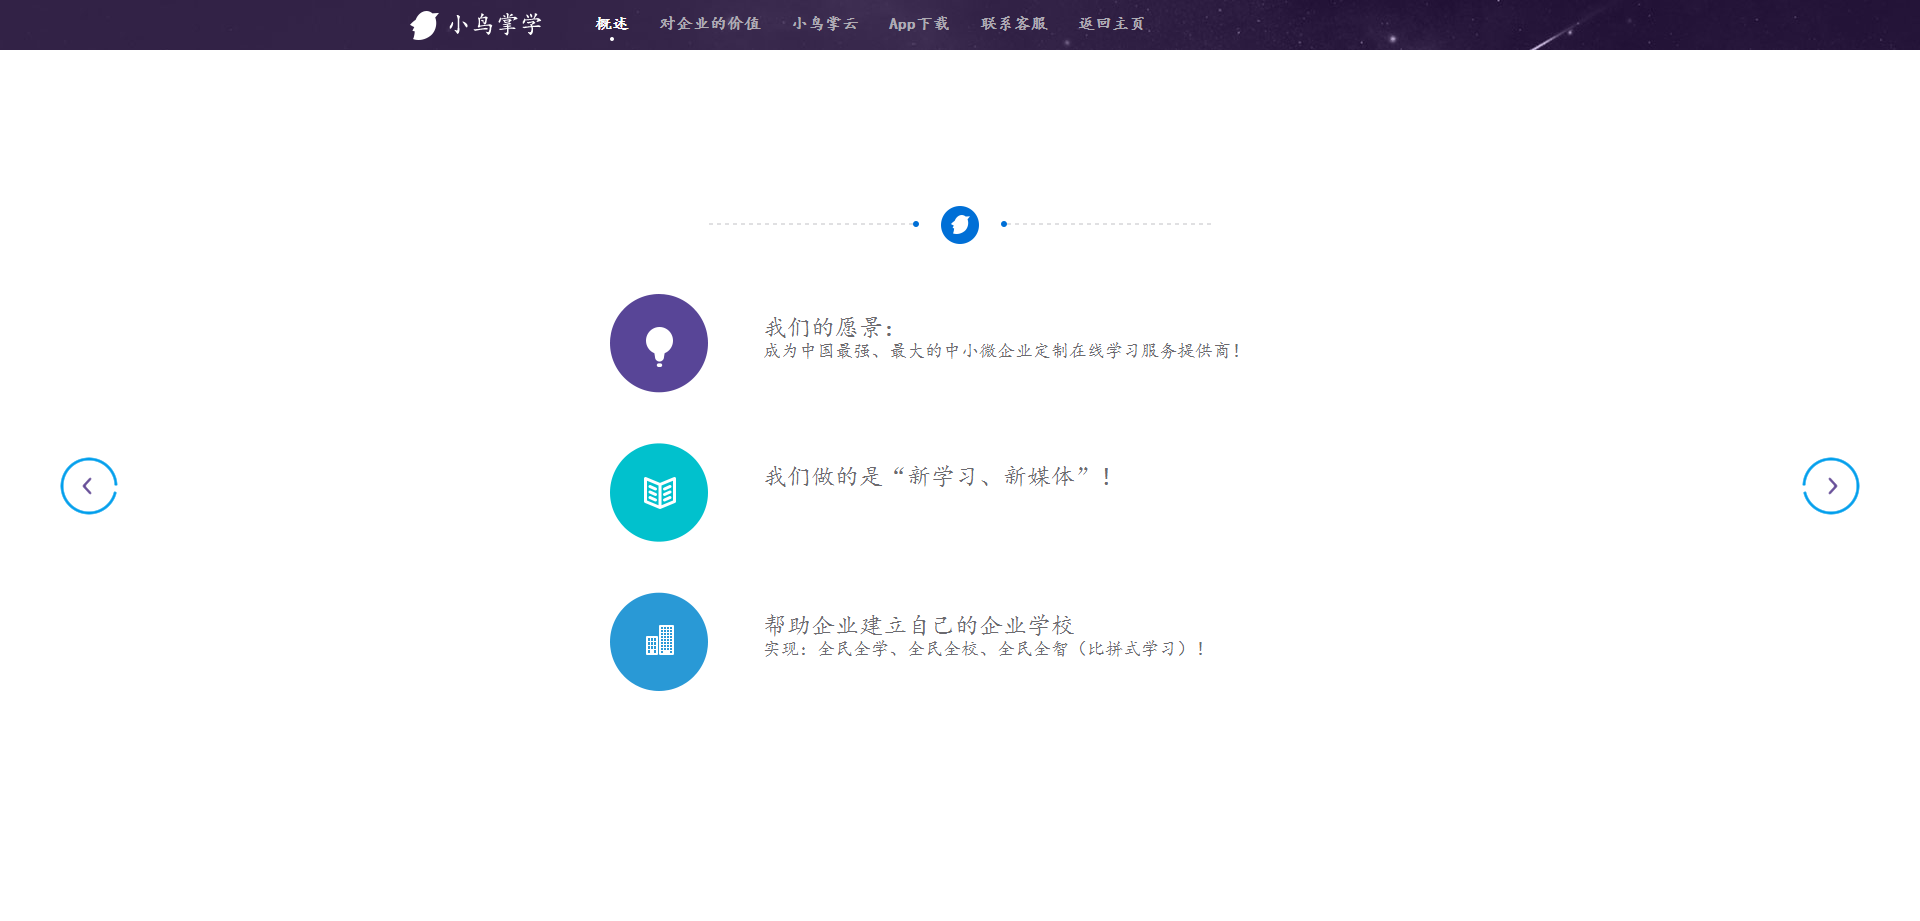 小鸟掌学
概述 对企业的价值 小鸟掌云 App下载 联系客服 返回主页
我们的愿景：
成为中国最强、最大的中小微企业定制在线学习服务提供商！
我们做的是“新学习、新媒体”！
帮助企业建立自己的企业学校
实现：全民全学、全民全校、全民全智（比拼式学习）！